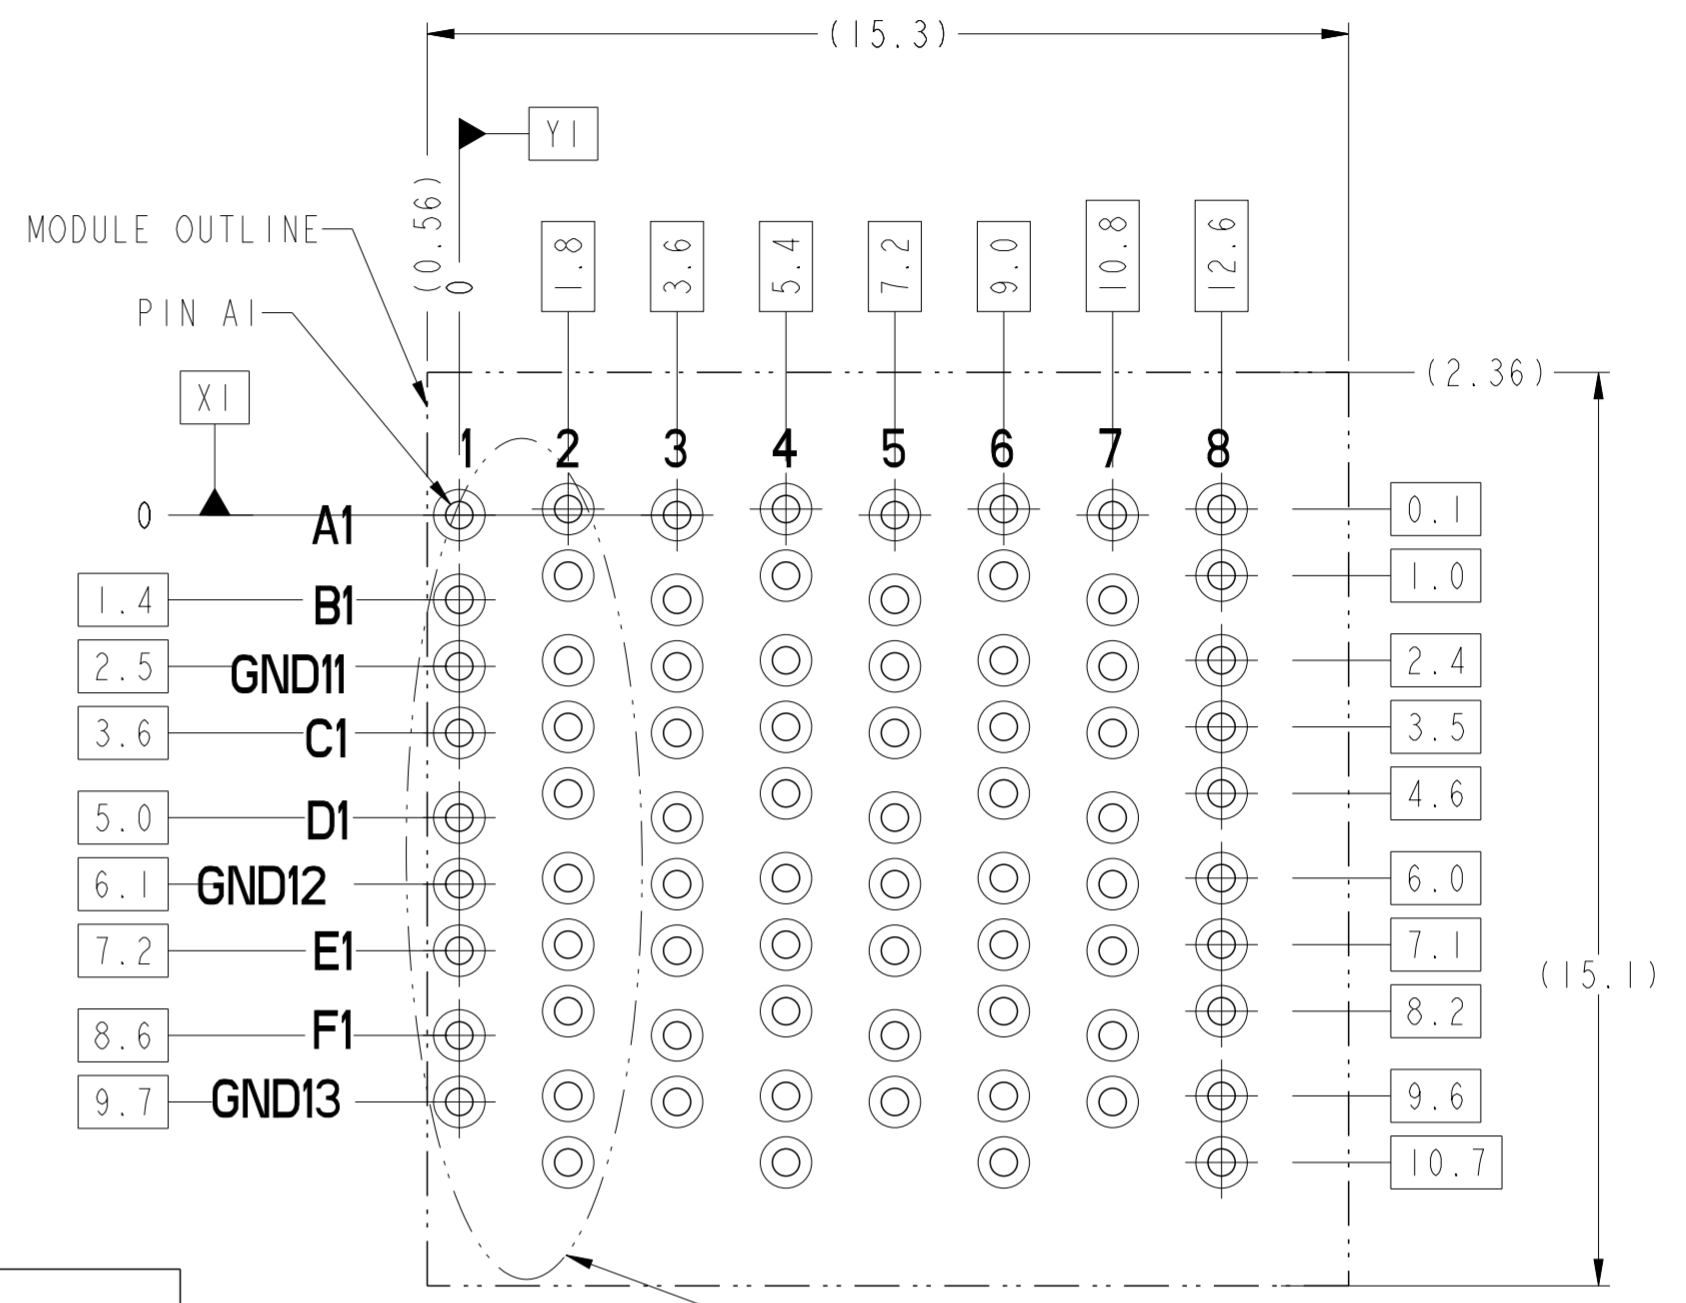 (15.3)
Y1
(0.56)
0
1.8
3.6
5.4
7.2
9.0
10.8
12.6
MODULE OUTLINE
PIN A1
X1
(2.36)
1 2 3 4 5 6 7 8
0 A1 0.1
1.0
1.4 B1
2.5 GND11 2.4
3.6 C1 3.5
4.6
5.0 D1
6.1 GND12 6.0
7.2 E1 7.1
(15.1)
8.2
8.6 F1
9.7 GND13 9.6
10.7